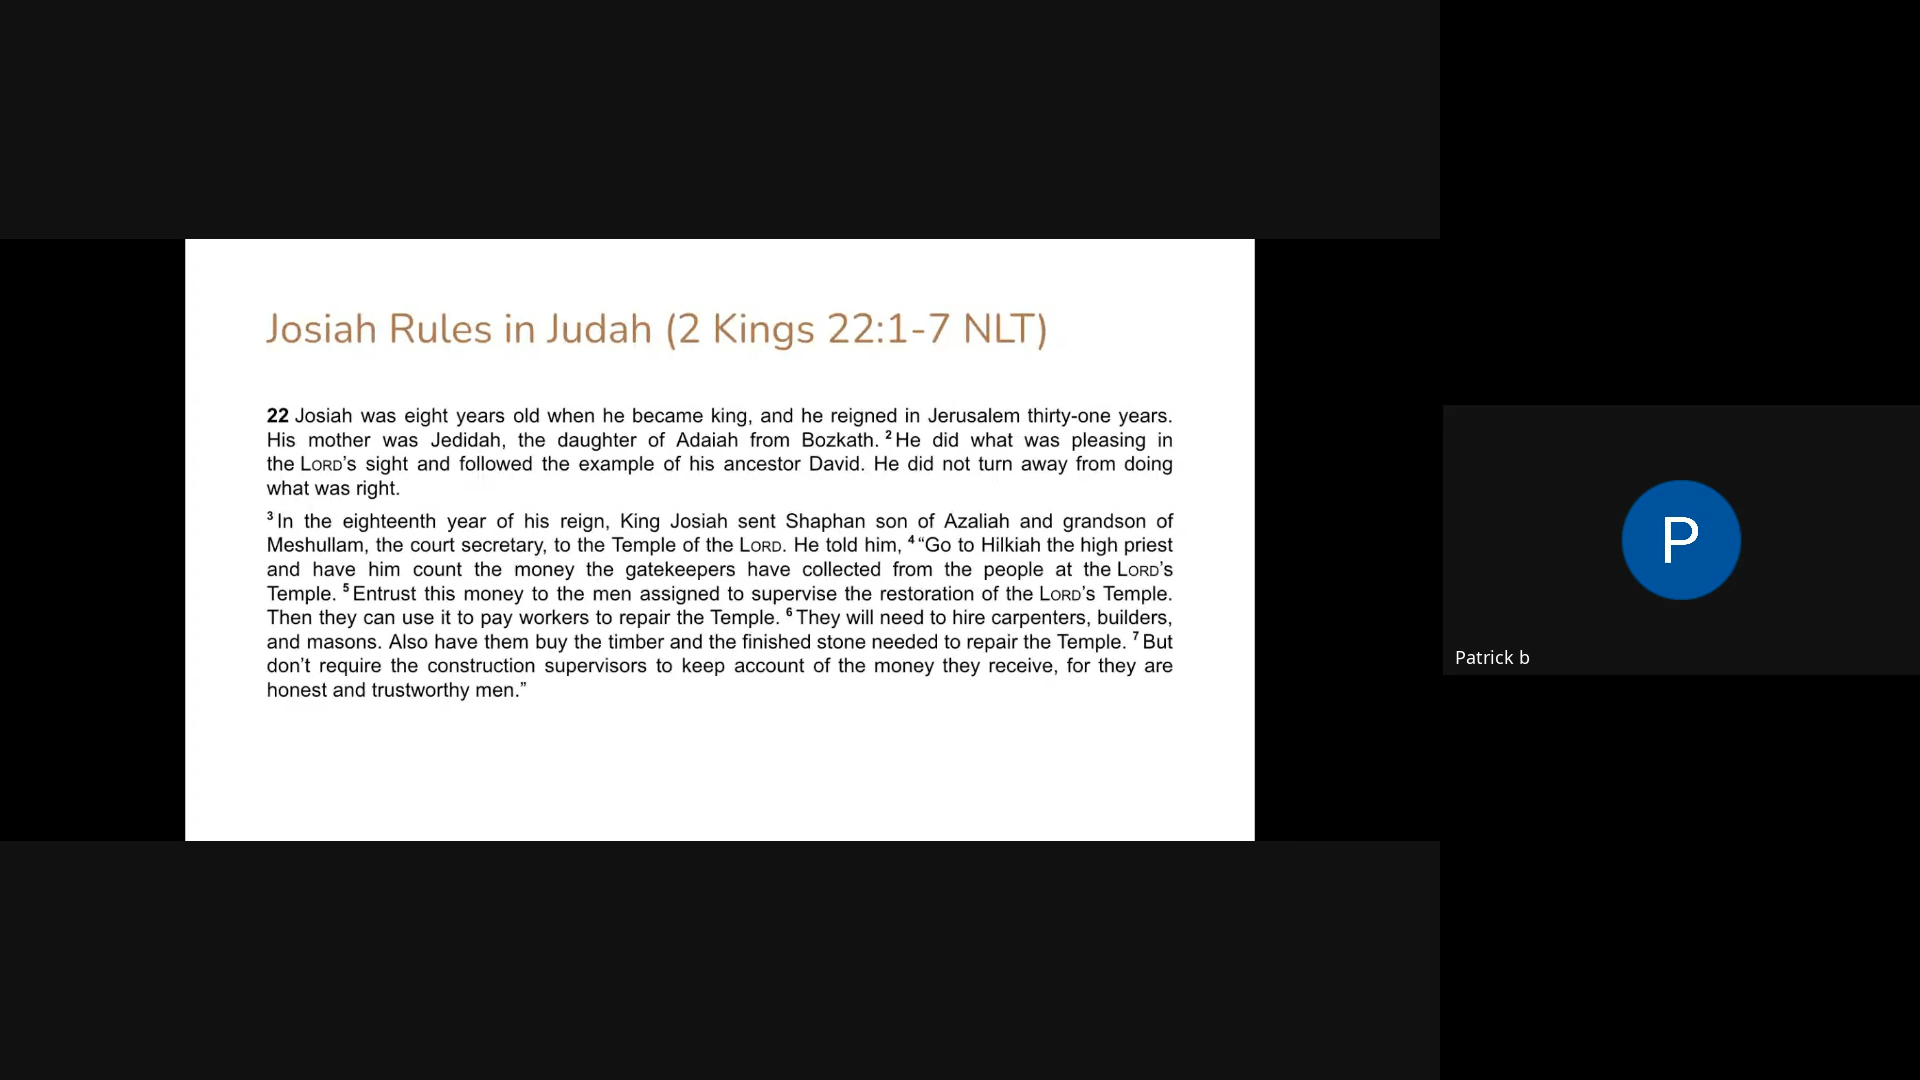 Josiah Rules in Judah (2 Kings 22:1-7 NLT)
22 Josiah was eight years old when he became king, and he reigned in Jerusalem thirty-one years.
His mother was Jedidah, the daughter of Adaiah from Bozkath. 2 He did what was pleasing in
the LORD’s sight and followed the example of his ancestor David. He did not turn away from doing
what was right.
3 In the eighteenth year of his reign, King Josiah sent Shaphan son of Azaliah and grandson of
Meshullam, the court secretary, to the Temple of the LORD. He told him, 4 “Go to Hilkiah the high priest
and have him count the money the gatekeepers have collected from the people at the LORD’s
Temple. 5 Entrust this money to the men assigned to supervise the restoration of the LORD’s Temple.
Then they can use it to pay workers to repair the Temple. 6 They will need to hire carpenters, builders,
and masons. Also have them buy the timber and the finished stone needed to repair the Temple. 7 But
don’t require the construction supervisors to keep account of the money they receive, for they are
honest and trustworthy men.”
P
Patrick b